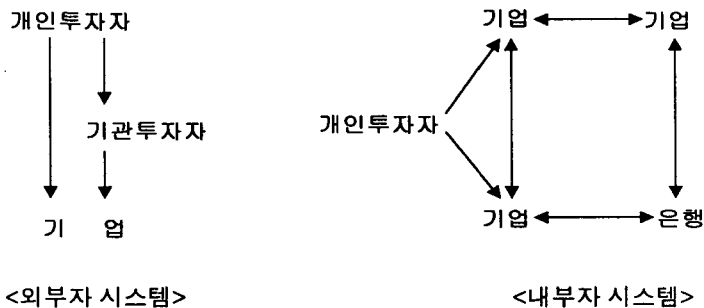 개인투자자
기관투자자
기 업
<외부자 시스템>
기업 기업
개인투자자
기업 은행
<내부자 시스템>